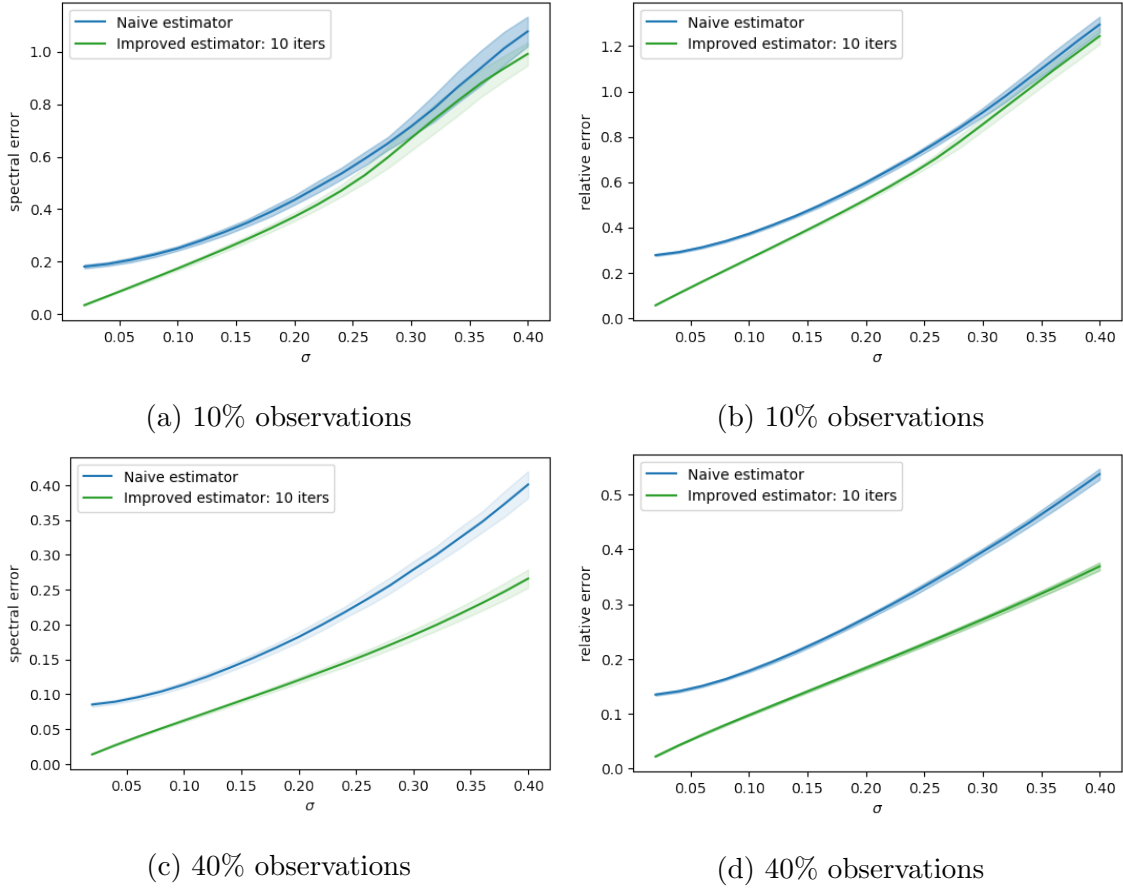 Naive estimator
Improved estimator: 10 iters
1.0
0.8
0.6
0.4
0.2
0.0
spectral error
0.05 0.10 0.15 0.20 0.25 0.30 0.35 0.40
σ
(a) 10% observations
Naive estimator
Improved estimator: 10 iters
1.2
1.0
0.8
0.6
0.4
0.2
0.0
relative error
0.05 0.10 0.15 0.20 0.25 0.30 0.35 0.40
σ
(b) 10% observations
Naive estimator
Improved estimator: 10 iters
0.40
0.35
0.30
0.25
0.20
0.15
0.10
0.05
0.00
spectral error
0.05 0.10 0.15 0.20 0.25 0.30 0.35 0.40
σ
(c) 40% observations
Naive estimator
Improved estimator: 10 iters
0.5
0.4
0.3
0.2
0.1
0.0
relative error
0.05 0.10 0.15 0.20 0.25 0.30 0.35 0.40
σ
(d) 40% observations